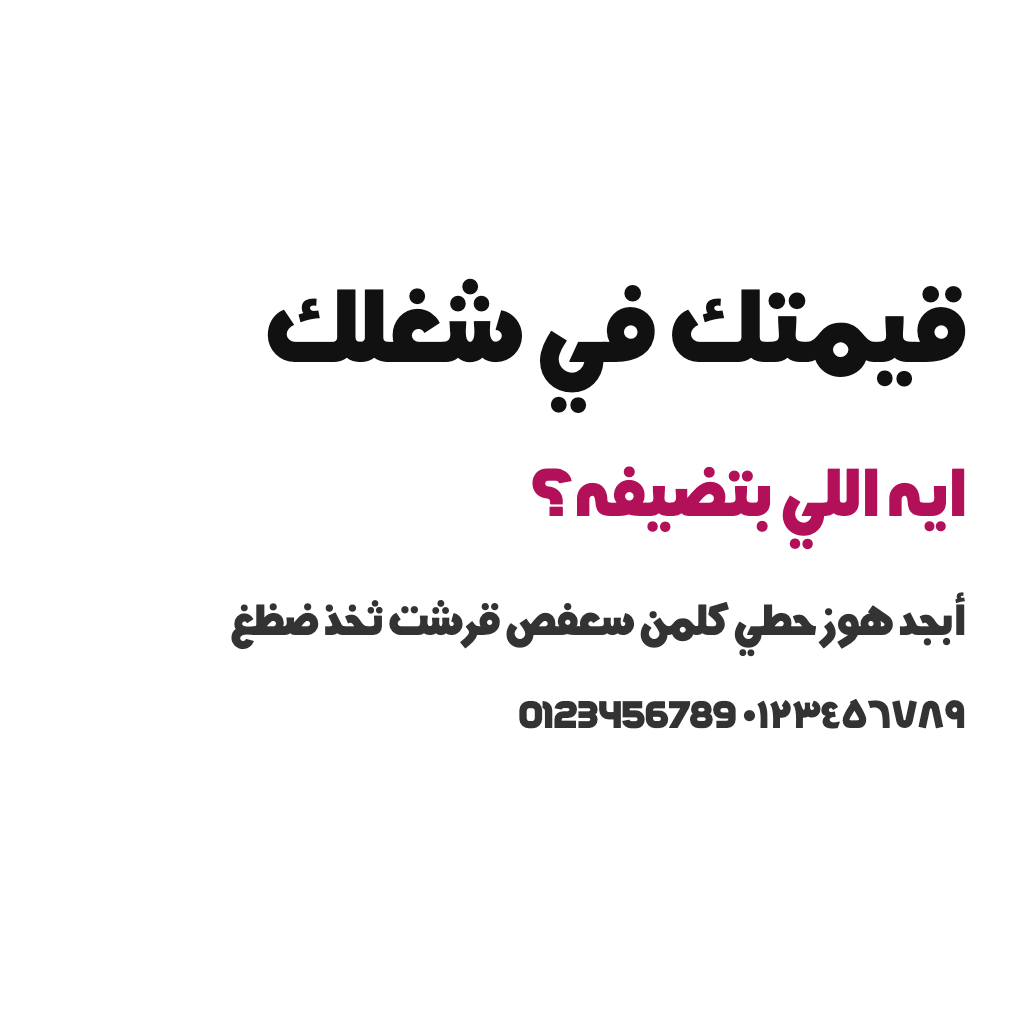 قيمتك في شغلك
ايه اللي بتضيفه؟
أبجد هوز حطي كلمن سعفص قرشت ثخذ ضظغ
٠١٢٣٤٥٦٧٨٩ 0123456789